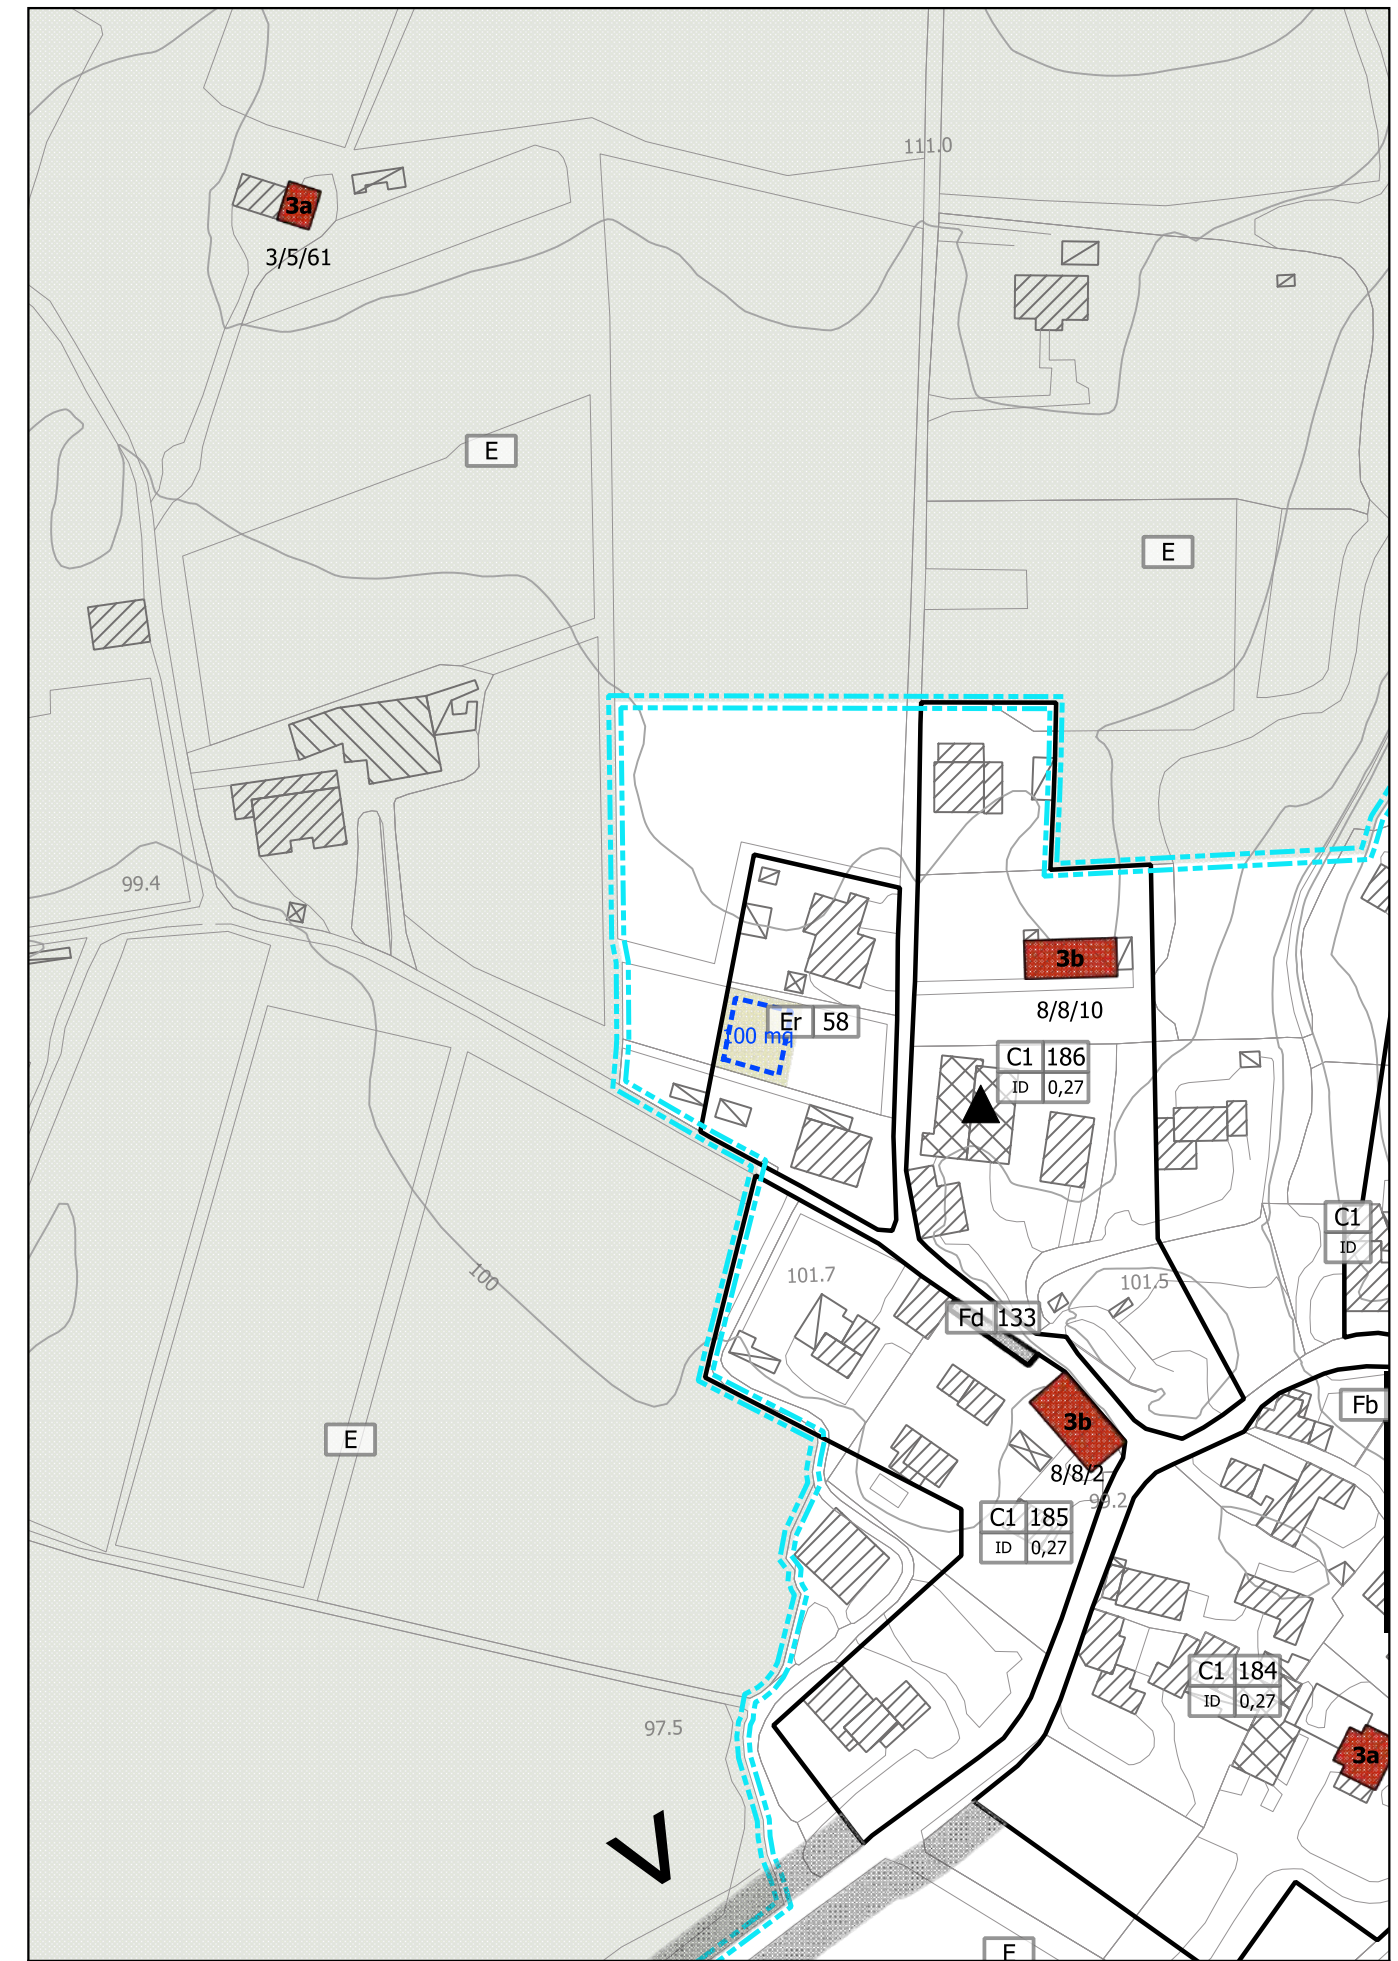 111.0
3a
3/5/61
E
E
99.4
3b
8/8/10
Er 58
100 mq
C1 186
ID 0,27
C1
ID
101.7
101.5
100
Fd 133
Fb
3b
E
8/8/2
99.2
C1 185
ID 0,27
C1 184
ID 0,27
97.5
3a
V